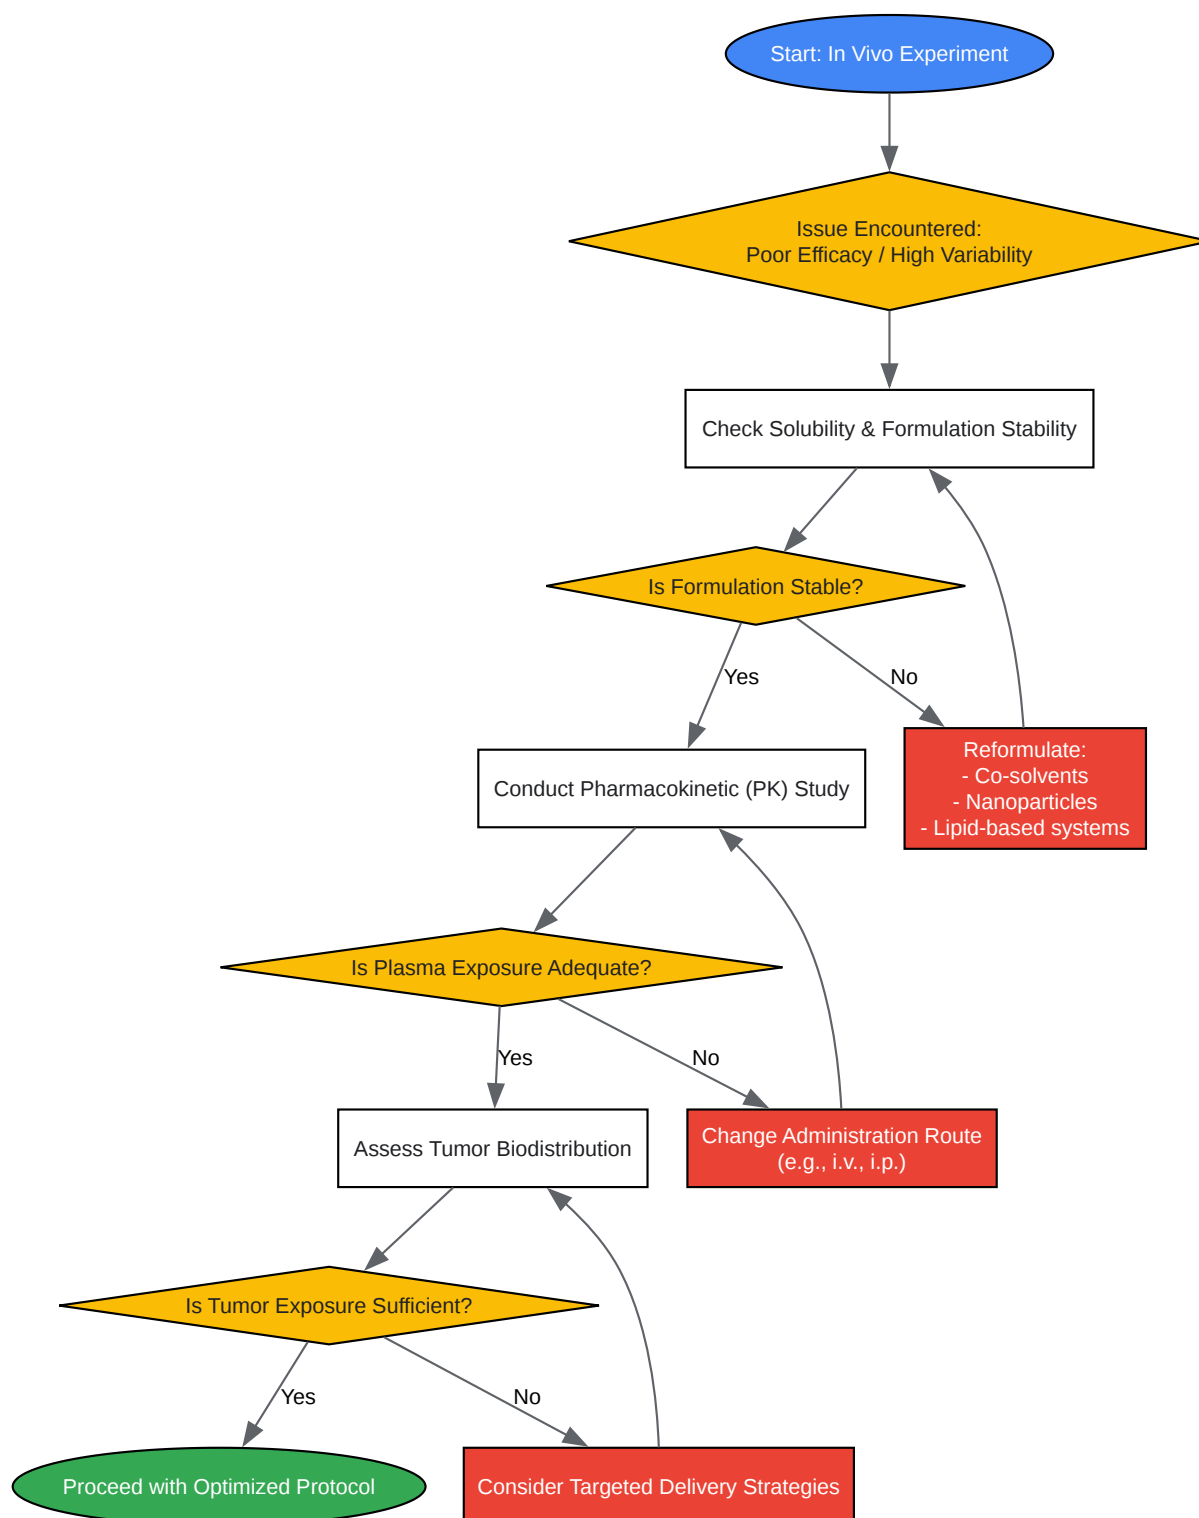 Start: In Vivo Experiment
Issue Encountered:
Poor Efficacy / High Variability
Check Solubility & Formulation Stability
Is Formulation Stable?
Yes
No
Reformulate:
- Co-solvents
- Nanoparticles
- Lipid-based systems
Conduct Pharmacokinetic (PK) Study
Is Plasma Exposure Adequate?
Yes
No
Change Administration Route
(e.g., i.v., i.p.)
Assess Tumor Biodistribution
Is Tumor Exposure Sufficient?
Yes
No
Proceed with Optimized Protocol
Consider Targeted Delivery Strategies